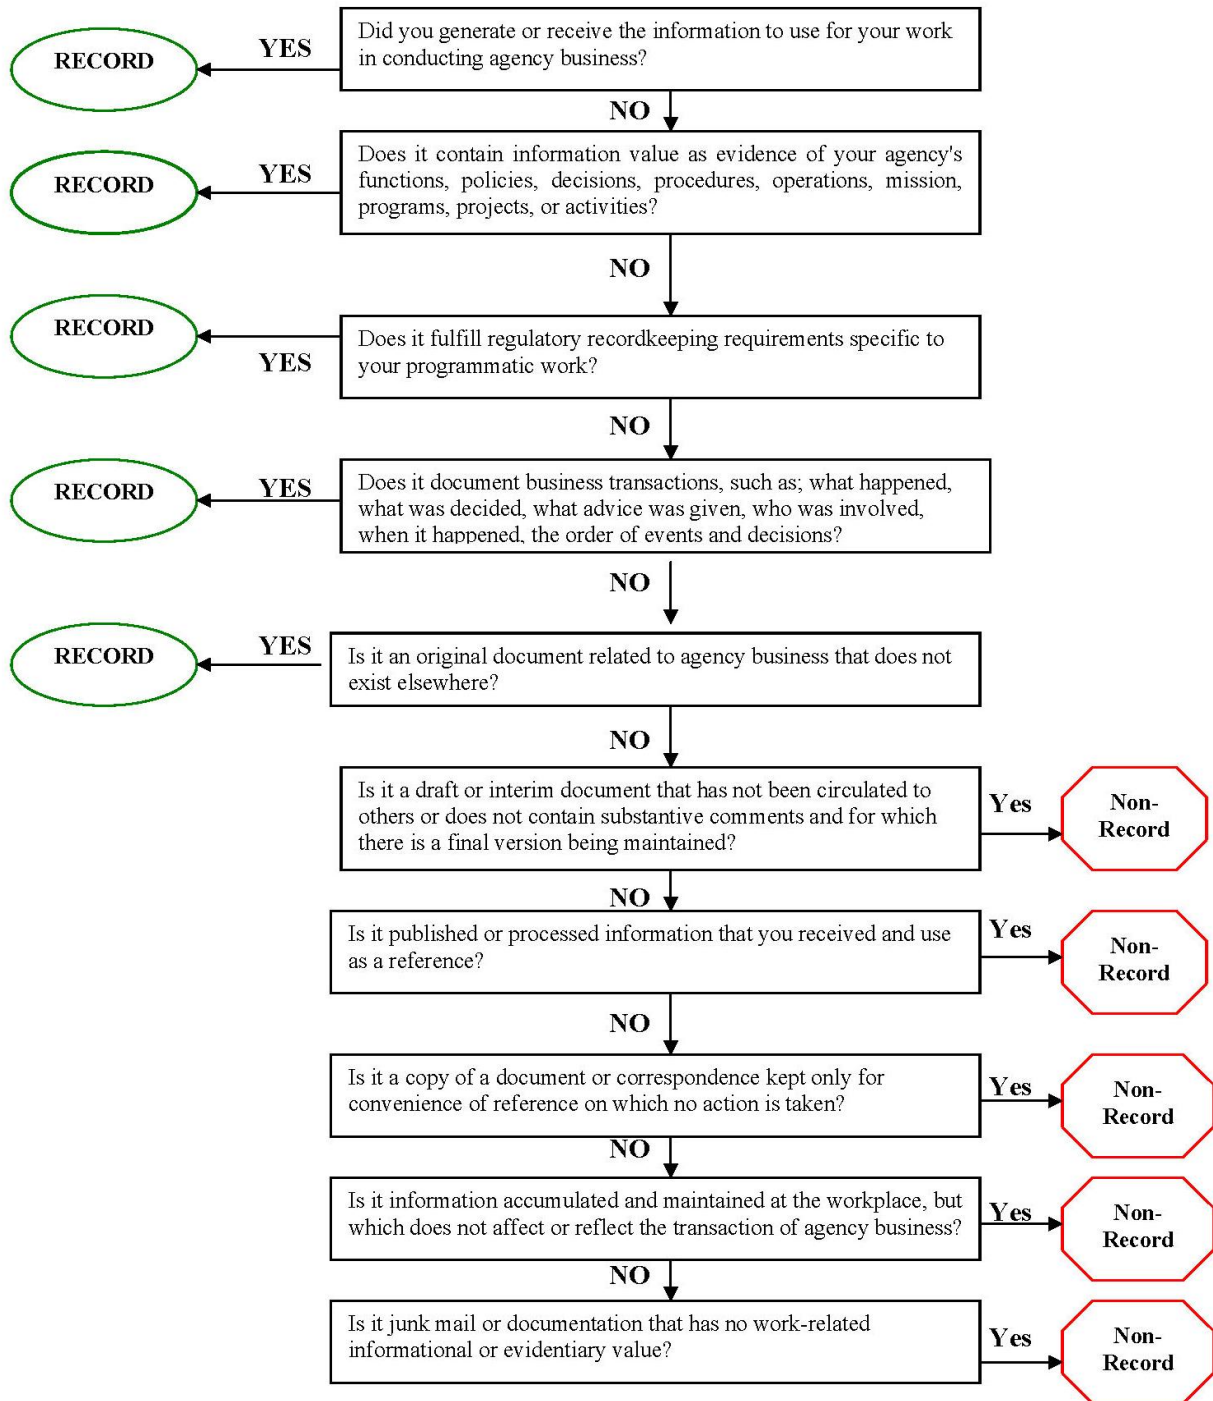 Did you generate or receive the information to use for your work
in conducting agency business?
YES
RECORD
NO
Does it contain information value as evidence of your agency's
functions, policies, decisions, procedures, operations, mission,
programs, projects, or activities?
YES
RECORD
NO
Does it fulfill regulatory recordkeeping requirements specific to
your programmatic work?
YES
RECORD
NO
Does it document business transactions, such as; what happened,
what was decided, what advice was given, who was involved,
when it happened, the order of events and decisions?
YES
RECORD
NO
Is it an original document related to agency business that does not
exist elsewhere?
YES
RECORD
NO
Is it a draft or interim document that has not been circulated to
others or does not contain substantive comments and for which
there is a final version being maintained?
Yes
Non-
Record
NO
Is it published or processed information that you received and use
as a reference?
Yes
Non-
Record
NO
Is it a copy of a document or correspondence kept only for
convenience of reference on which no action is taken?
Yes
Non-
Record
NO
Is it information accumulated and maintained at the workplace, but
which does not affect or reflect the transaction of agency business?
Yes
Non-
Record
NO
Is it junk mail or documentation that has no work-related
informational or evidentiary value?
Yes
Non-
Record